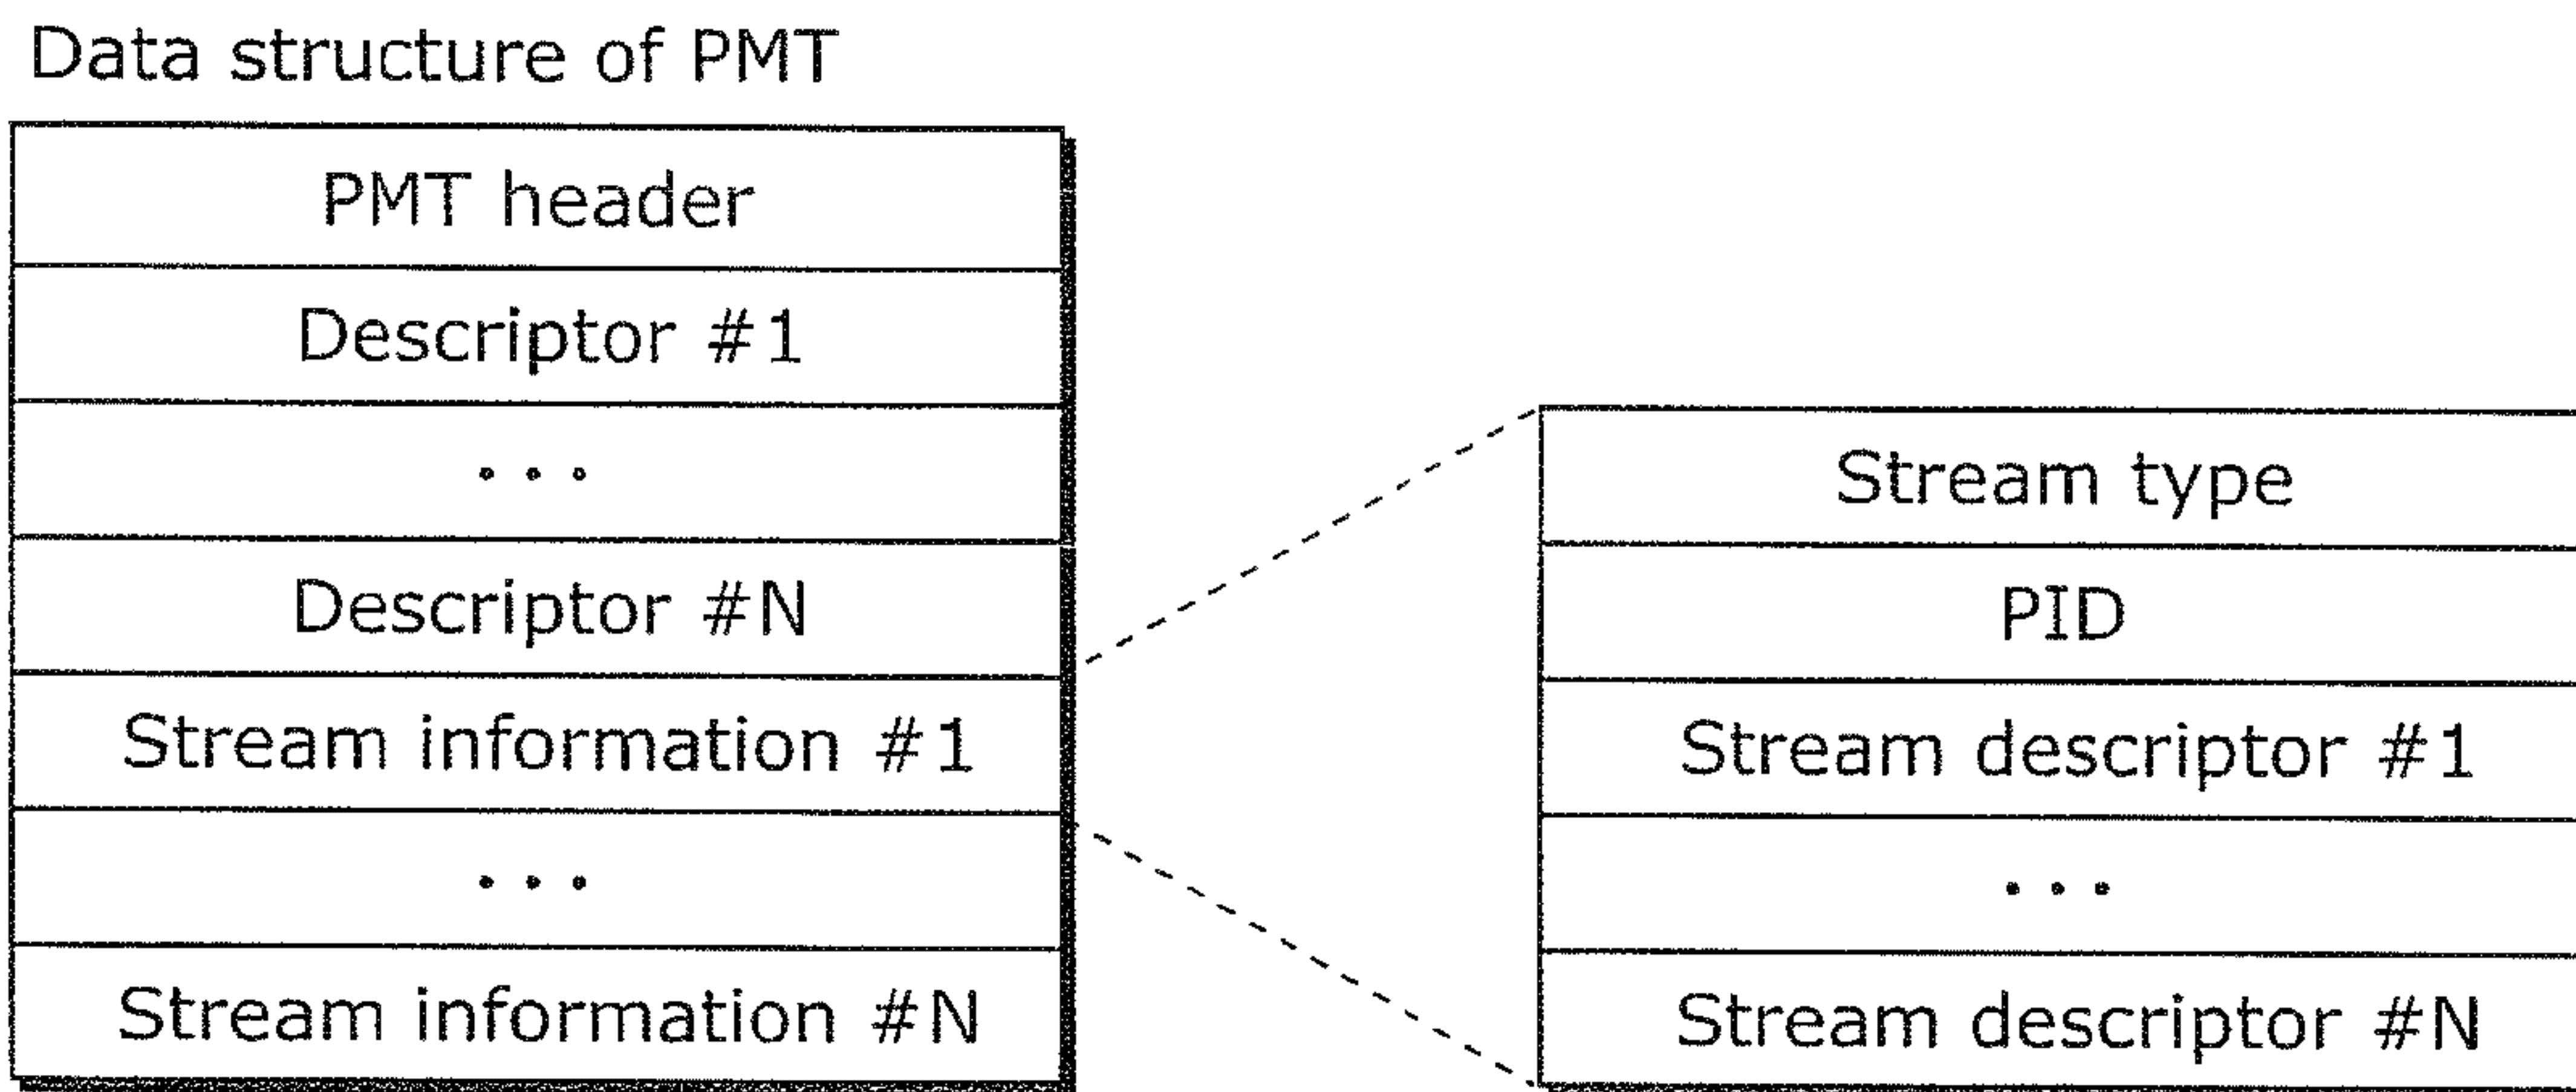 Data structure of PMT
PMT header
Descriptor #1
...
Descriptor #N
Stream information #1
...
Stream information #N
Stream type
PID
Stream descriptor #1
...
Stream descriptor #N